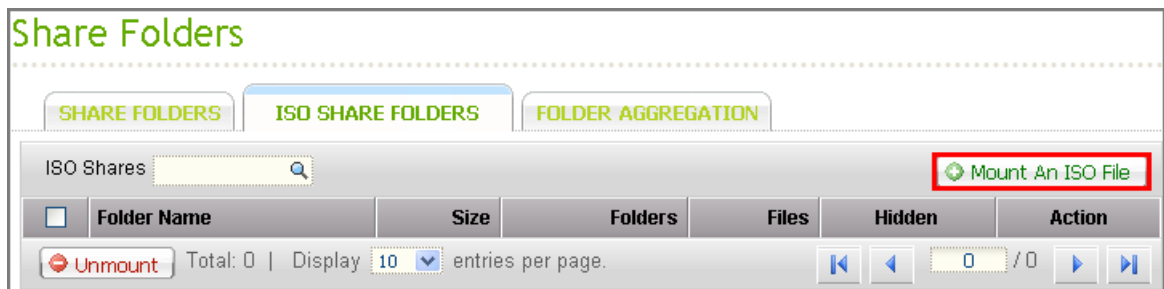 Share Folders
SHARE FOLDERS ISO SHARE FOLDERS FOLDER AGGREGATION
ISO Shares Mount An ISO File
Folder Name Size Folders Files Hidden Action
Unmount Total: 0 | Display 10 entries per page. 0 / 0